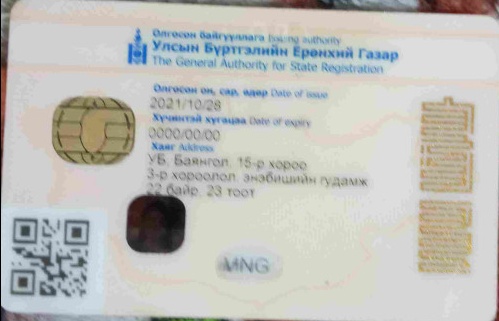 Олгосон байгууллага Issuing authority
Улсын Бүртгэлийн Ерөнхий Газар
The General Authority for State Registration
Олгосон он, сар, өдөр Date of issue
2021/10/28
Хүчинтэй хугацаа Date of expiry
0000/00/00
Хаяг Address
УБ, Баянгол, 15-р хороо
3-р хороолол, энэбишийн гудамж
22 байр, 23 тоот
MNG